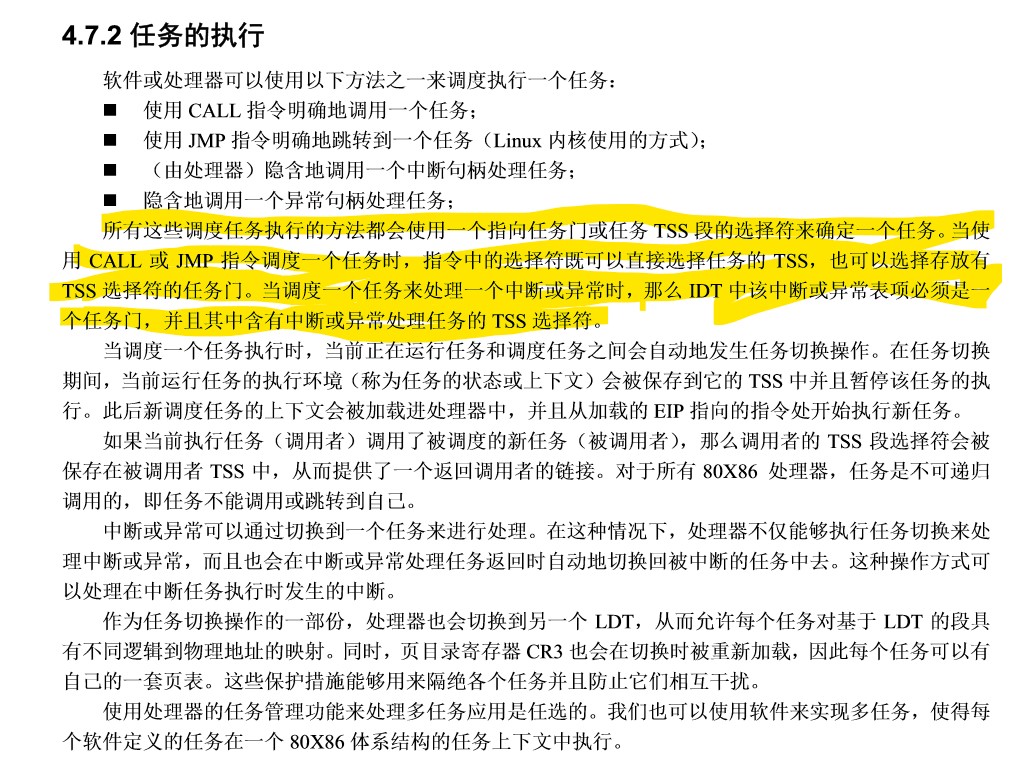 4.7.2 任务的执行
软件或处理器可以使用以下方法之一来调度执行一个任务：
■ 使用 CALL 指令明确地调用一个任务；
■ 使用 JMP 指令明确地跳转到一个任务（Linux 内核使用的方式）；
■ （由处理器）隐含地调用一个中断句柄处理任务；
■ 隐含地调用一个异常句柄处理任务；
所有这些调度任务执行的方法都会使用一个指向任务门或任务 TSS 段的选择符来确定一个任务。当使
用 CALL 或 JMP 指令调度一个任务时，指令中的选择符既可以直接选择任务的 TSS，也可以选择存放有
TSS 选择符的任务门。当调度一个任务来处理一个中断或异常时，那么 IDT 中该中断或异常表项必须是一
个任务门，并且其中含有中断或异常处理任务的 TSS 选择符。
当调度一个任务执行时，当前正在运行任务和调度任务之间会自动地发生任务切换操作。在任务切换
期间，当前运行任务的执行环境（称为任务的状态或上下文）会被保存到它的 TSS 中并且暂停该任务的执
行。此后新调度任务的上下文会被加载进处理器中，并且从加载的 EIP 指向的指令处开始执行新任务。
如果当前执行任务（调用者）调用了被调度的新任务（被调用者），那么调用者的 TSS 段选择符会被
保存在被调用者 TSS 中，从而提供了一个返回调用者的链接。对于所有 80X86 处理器，任务是不可递归
调用的，即任务不能调用或跳转到自己。
中断或异常可以通过切换到一个任务来进行处理。在这种情况下，处理器不仅能够执行任务切换来处
理中断或异常，而且也会在中断或异常处理任务返回时自动地切换回被中断的任务中去。这种操作方式可
以处理在中断任务执行时发生的中断。
作为任务切换操作的一部份，处理器也会切换到另一个 LDT，从而允许每个任务对基于 LDT 的段具
有不同逻辑到物理地址的映射。同时，页目录寄存器 CR3 也会在切换时被重新加载，因此每个任务可以有
自己的一套页表。这些保护措施能够用来隔绝各个任务并且防止它们相互干扰。
使用处理器的任务管理功能来处理多任务应用是任选的。我们也可以使用软件来实现多任务，使得每
个软件定义的任务在一个 80X86 体系结构的任务上下文中执行。